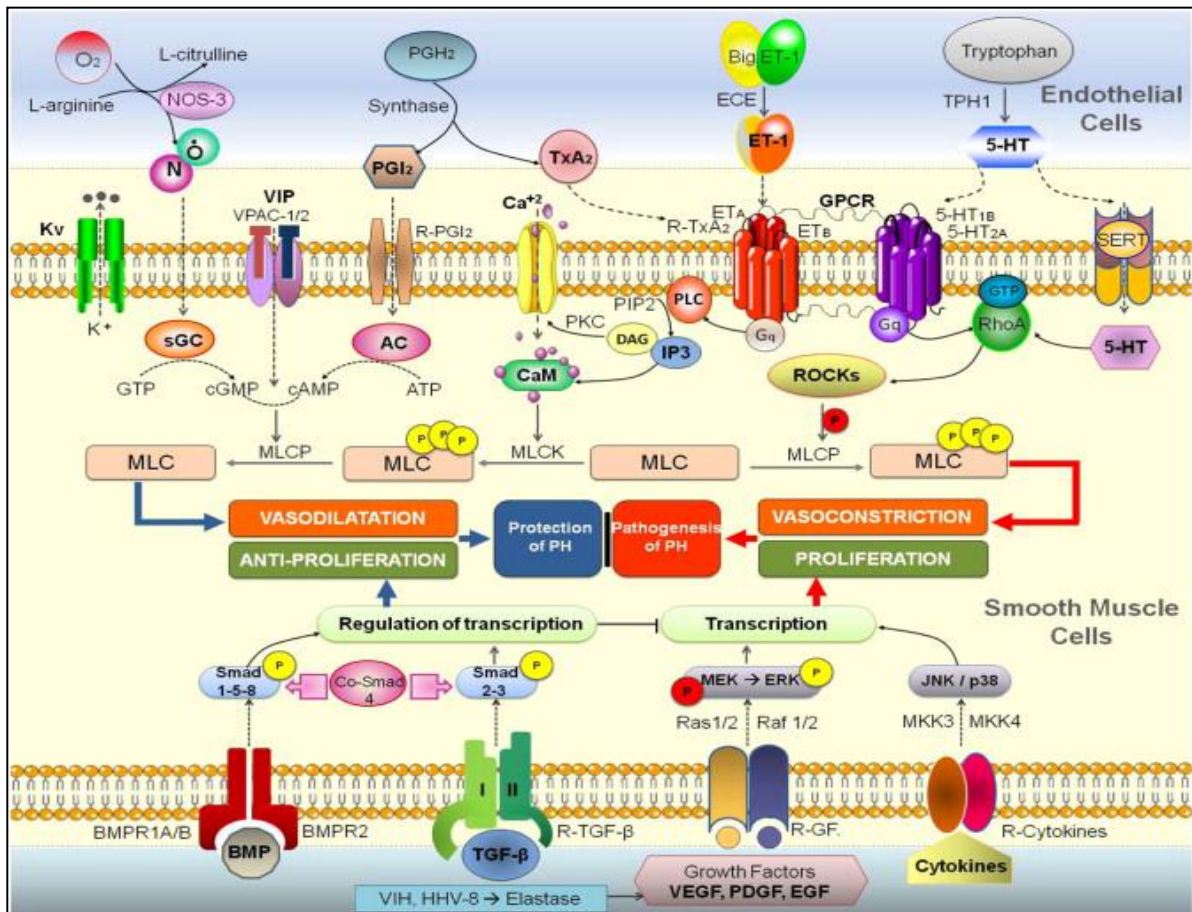 O₂
L-citrulline
L-arginine
NOS-3
N
Ȯ
PGH₂
Synthase
PGI₂
TxA₂
Big ET-1
ECE
ET-1
Tryptophan
TPH1
5-HT
Endothelial
Cells
Kv
K⁺
VIP
VPAC-1/2
R-PGI₂
Ca⁺²
R-TxA₂
ETA
ETB
GPCR
5-HT1B
5-HT2A
SERT
sGC
AC
GTP
cGMP
cAMP
ATP
PIP2
PLC
PKC
DAG
IP3
Gq
Gq
GTP
RhoA
5-HT
CaM
ROCKs
P
MLC
MLCP
P P P
MLC
MLCK
MLC
MLCP
P P P
MLC
VASODILATATION
ANTI-PROLIFERATION
Protection
of PH
Pathogenesis
of PH
VASOCONSTRICTION
PROLIFERATION
Smooth Muscle
Cells
Regulation of transcription
Transcription
Smad
1-5-8
P
Co-Smad
4
Smad
2-3
P
P
MEK → ERK
P
JNK / p38
Ras1/2
Raf 1/2
MKK3
MKK4
BMPR1A/B
BMPR2
BMP
I
II
R-TGF-β
TGF-β
R-GF.
R-Cytokines
Cytokines
VIH, HHV-8 → Elastase
Growth Factors
VEGF, PDGF, EGF